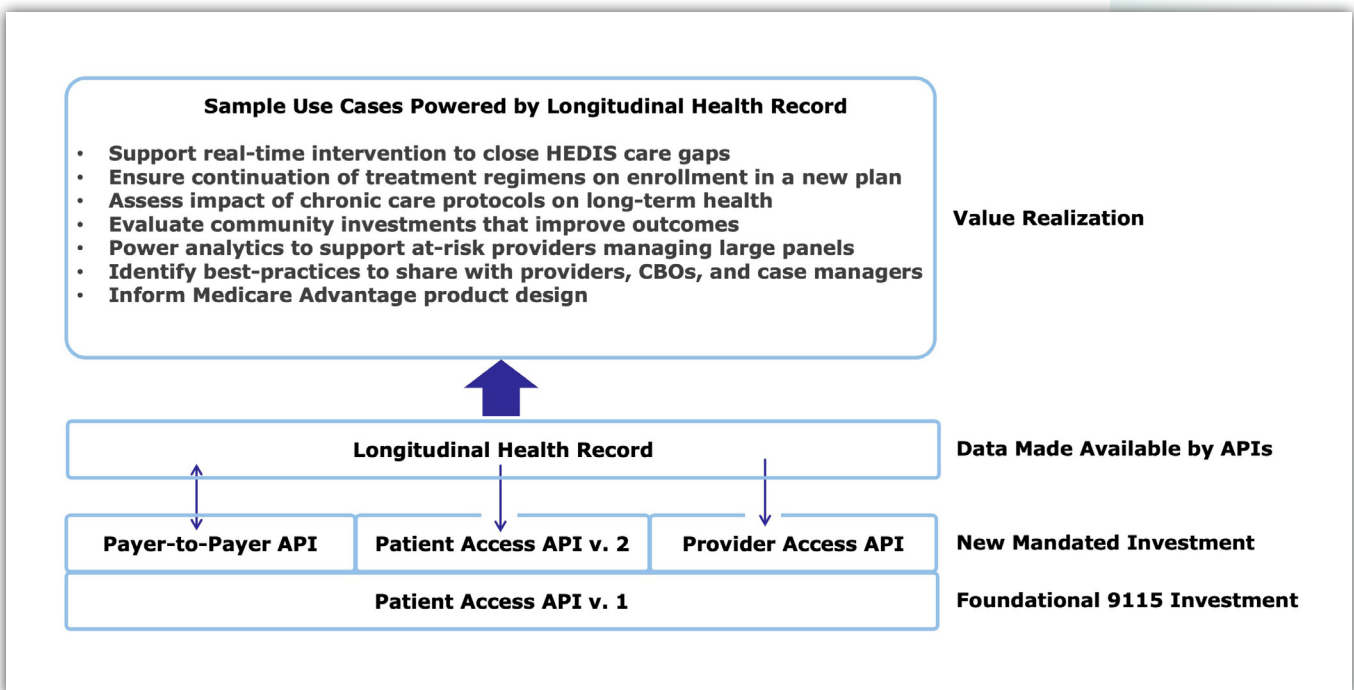 Sample Use Cases Powered by Longitudinal Health Record
• Support real-time intervention to close HEDIS care gaps
• Ensure continuation of treatment regimens on enrollment in a new plan
• Assess impact of chronic care protocols on long-term health
• Evaluate community investments that improve outcomes
• Power analytics to support at-risk providers managing large panels
• Identify best-practices to share with providers, CBOs, and case managers
• Inform Medicare Advantage product design
Value Realization
Longitudinal Health Record
Data Made Available by APIs
Payer-to-Payer API
Patient Access API v. 2
Provider Access API
New Mandated Investment
Patient Access API v. 1
Foundational 9115 Investment